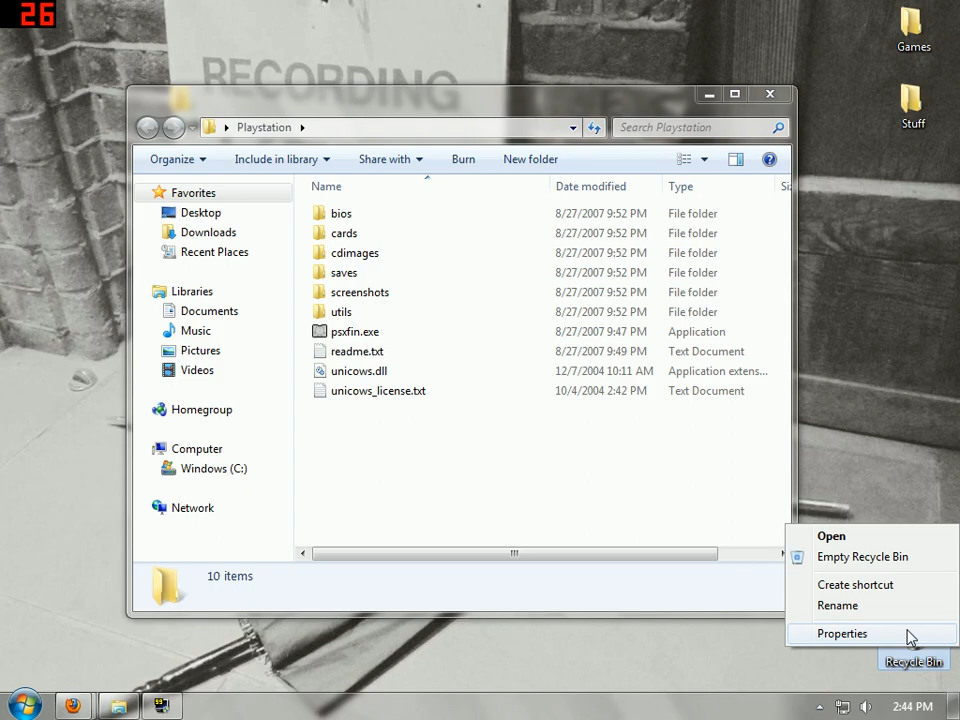 26
Games
RECORDING
Stuff
Playstation
Search Playstation
Organize
Include in library
Share with
Burn
New folder
Name
Date modified
Type
Siz
Favorites
Desktop
Downloads
Recent Places
Libraries
Documents
Music
Pictures
Videos
Homegroup
Computer
Windows (C:)
Network
bios 8/27/2007 9:52 PM File folder
cards 8/27/2007 9:52 PM File folder
cdimages 8/27/2007 9:52 PM File folder
saves 8/27/2007 9:52 PM File folder
screenshots 8/27/2007 9:52 PM File folder
utils 8/27/2007 9:52 PM File folder
psxfin.exe 8/27/2007 9:47 PM Application
readme.txt 8/27/2007 9:49 PM Text Document
unicows.dll 12/7/2004 10:11 AM Application extens...
unicows_license.txt 10/4/2004 2:42 PM Text Document
10 items
Open
Empty Recycle Bin
Create shortcut
Rename
Properties
Recycle Bin
99
2:44 PM